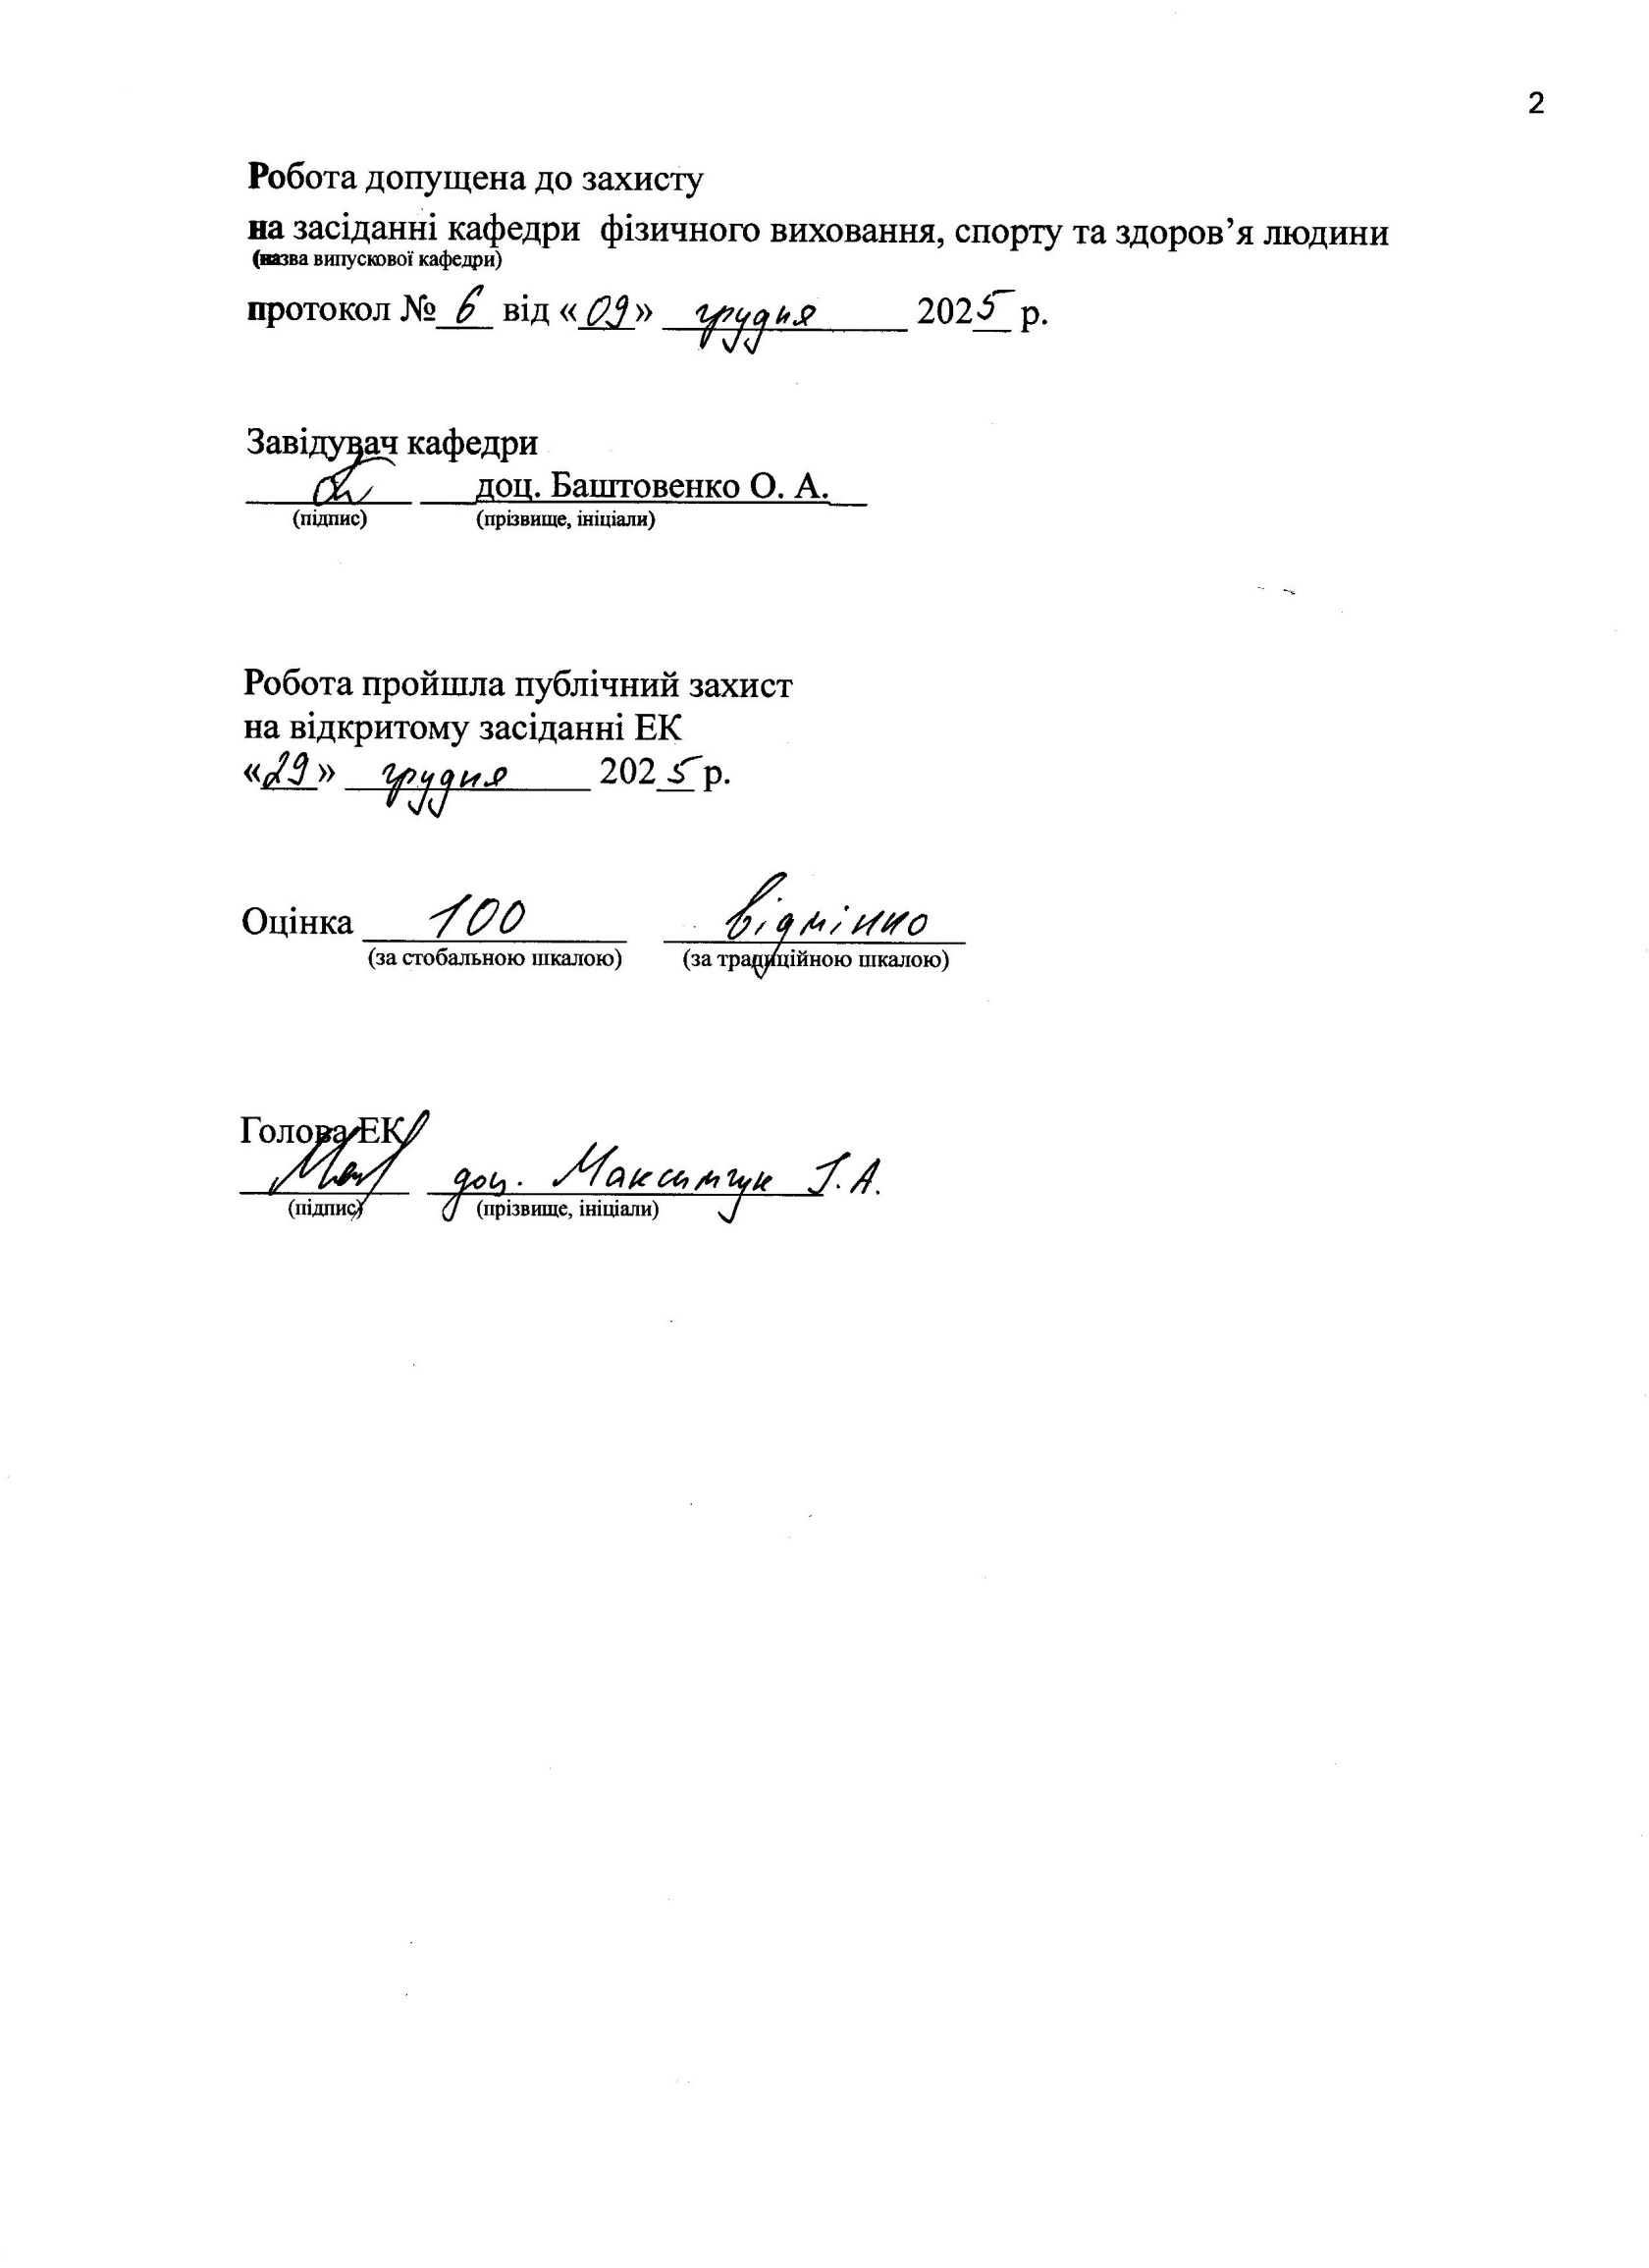 2
Робота допущена до захисту
на засіданні кафедри фізичного виховання, спорту та здоров’я людини
(назва випускової кафедри)
протокол № 6 від «09» грудня 2025 р.
Завідувач кафедри
доц. Баштовенко О. А.
(підпис) (прізвище, ініціали)
Робота пройшла публічний захист
на відкритому засіданні ЕК
«29» грудня 2025 р.
Оцінка 100 відмінно
(за стобальною шкалою) (за традиційною шкалою)
Голова ЕК
доц. Максимчук І. А.
(підпис) (прізвище, ініціали)